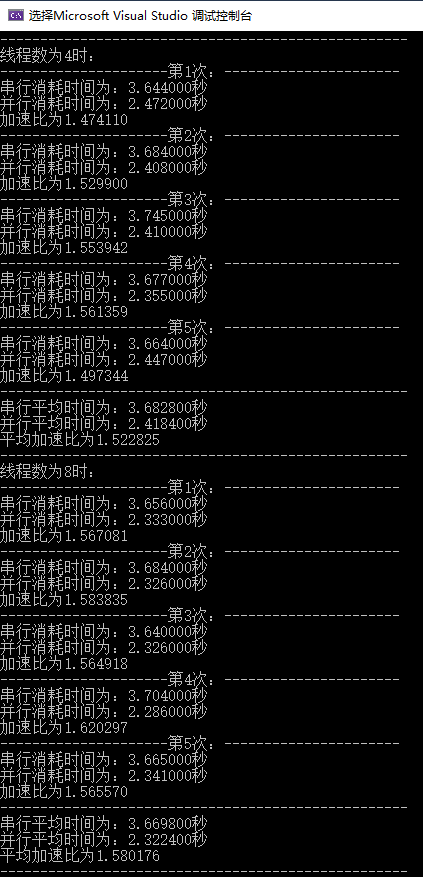 选择Microsoft Visual Studio 调试控制台
---------------------------------------------------
线程数为4时：
---------------------第1次：----------------------
串行消耗时间为：3.644000秒
并行消耗时间为：2.472000秒
加速比为1.474110
---------------------第2次：----------------------
串行消耗时间为：3.684000秒
并行消耗时间为：2.408000秒
加速比为1.529900
---------------------第3次：----------------------
串行消耗时间为：3.745000秒
并行消耗时间为：2.410000秒
加速比为1.553942
---------------------第4次：----------------------
串行消耗时间为：3.677000秒
并行消耗时间为：2.355000秒
加速比为1.561359
---------------------第5次：----------------------
串行消耗时间为：3.664000秒
并行消耗时间为：2.447000秒
加速比为1.497344
---------------------------------------------------
串行平均时间为：3.682800秒
并行平均时间为：2.418400秒
平均加速比为1.522825
---------------------------------------------------
线程数为8时：
---------------------第1次：----------------------
串行消耗时间为：3.656000秒
并行消耗时间为：2.333000秒
加速比为1.567081
---------------------第2次：----------------------
串行消耗时间为：3.684000秒
并行消耗时间为：2.326000秒
加速比为1.583835
---------------------第3次：----------------------
串行消耗时间为：3.640000秒
并行消耗时间为：2.326000秒
加速比为1.564918
---------------------第4次：----------------------
串行消耗时间为：3.704000秒
并行消耗时间为：2.286000秒
加速比为1.620297
---------------------第5次：----------------------
串行消耗时间为：3.665000秒
并行消耗时间为：2.341000秒
加速比为1.565570
---------------------------------------------------
串行平均时间为：3.669800秒
并行平均时间为：2.322400秒
平均加速比为1.580176
---------------------------------------------------